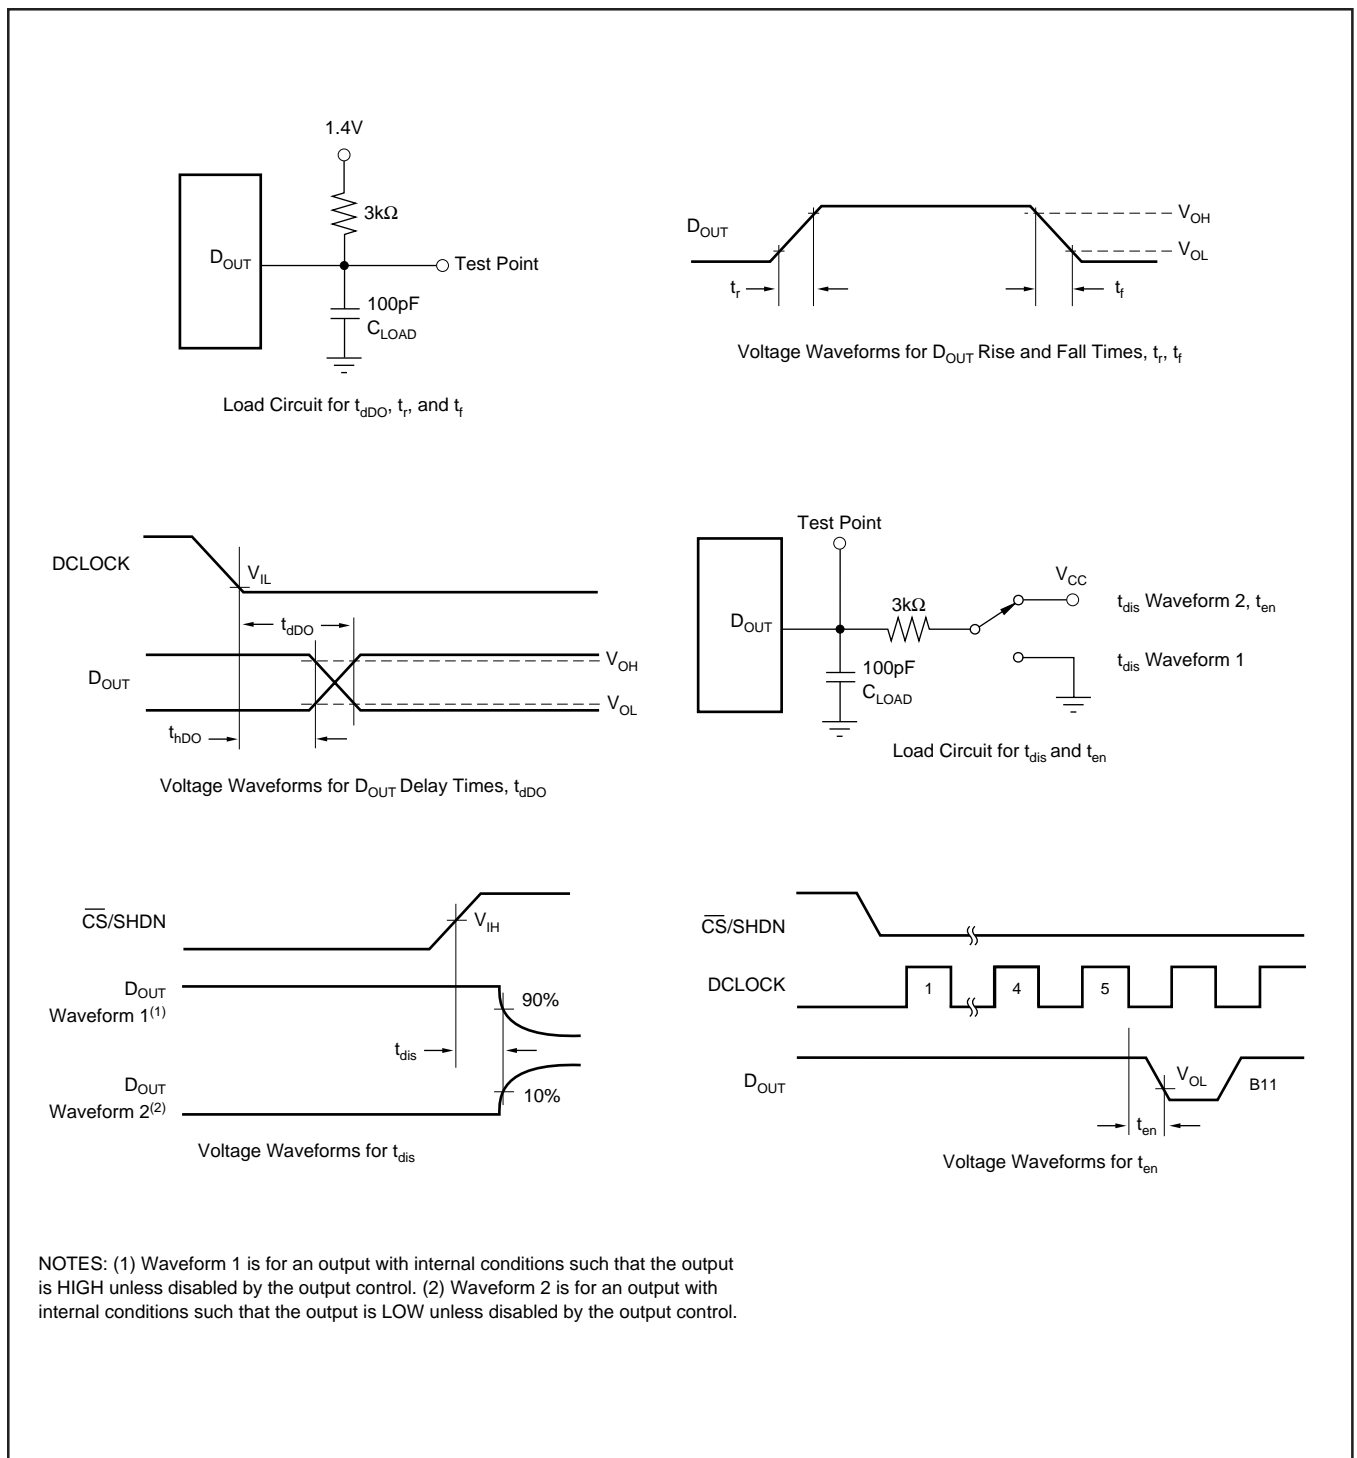 1.4V
3kΩ
D_OUT
Test Point
100pF
C_LOAD
Load Circuit for t_dDO, t_r, and t_f
D_OUT
V_OH
V_OL
t_r
t_f
Voltage Waveforms for D_OUT Rise and Fall Times, t_r, t_f
DCLOCK
V_IL
t_dDO
D_OUT
V_OH
V_OL
t_hDO
Voltage Waveforms for D_OUT Delay Times, t_dDO
Test Point
D_OUT
3kΩ
V_CC
t_dis Waveform 2, t_en
t_dis Waveform 1
100pF
C_LOAD
Load Circuit for t_dis and t_en
C̅S̅/SHDN
V_IH
D_OUT
Waveform 1(1)
90%
t_dis
D_OUT
Waveform 2(2)
10%
Voltage Waveforms for t_dis
C̅S̅/SHDN
DCLOCK
1
4
5
D_OUT
V_OL
B11
t_en
Voltage Waveforms for t_en
NOTES: (1) Waveform 1 is for an output with internal conditions such that the output
is HIGH unless disabled by the output control. (2) Waveform 2 is for an output with
internal conditions such that the output is LOW unless disabled by the output control.